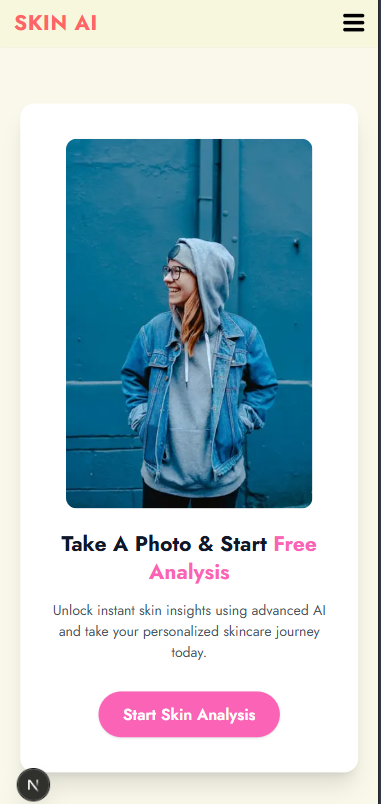 SKIN AI
Take A Photo & Start Free
Analysis
Unlock instant skin insights using advanced AI
and take your personalized skincare journey
today.
Start Skin Analysis
N